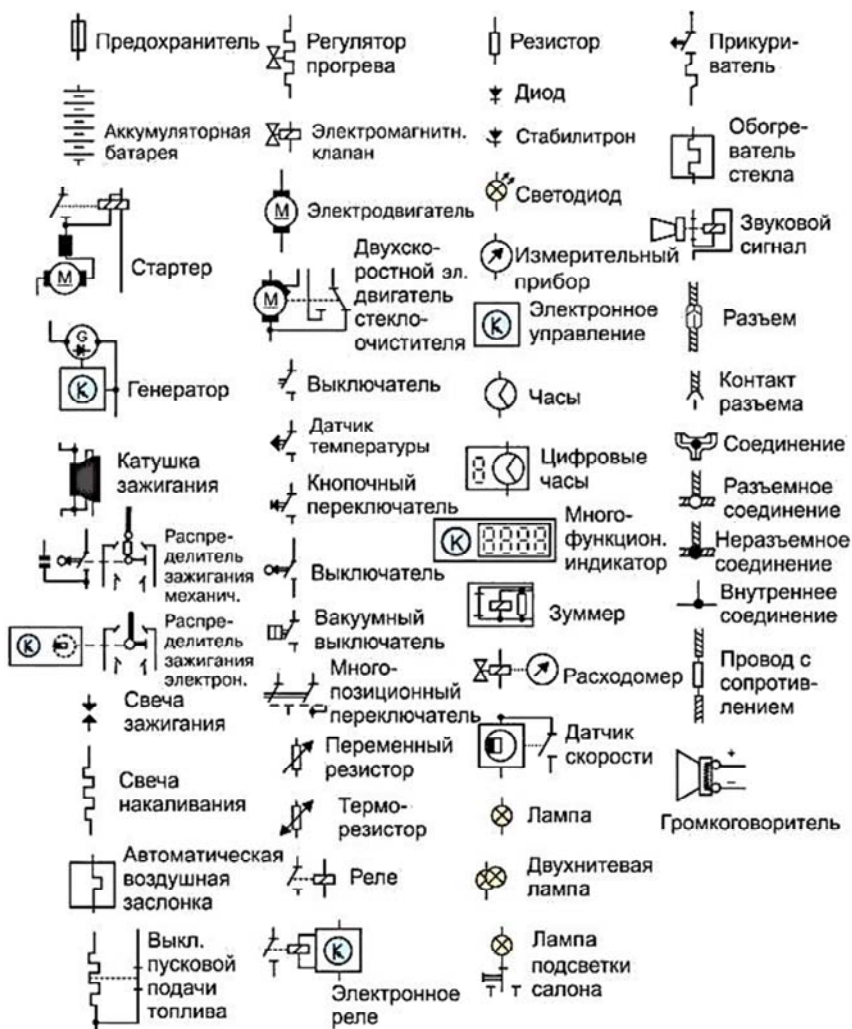 Предохранитель
Аккумуляторная
батарея
Стартер
M
G
K
Генератор
Катушка
зажигания
Распре-
делитель
зажигания
механич.
K
Распре-
делитель
зажигания
электрон.
Свеча
зажигания
Свеча
накаливания
Автоматическая
воздушная
заслонка
Выкл.
пусковой
подачи
топлива
Регулятор
прогрева
Электромагнитн.
клапан
M
Электродвигатель
M
Двухско-
ростной эл.
двигатель
стекло-
очистителя
Выключатель
Датчик
температуры
Кнопочный
переключатель
Выключатель
Вакуумный
выключатель
Много-
позиционный
переключатель
Переменный
резистор
Термо-
резистор
Реле
K
Электронное
реле
Резистор
Диод
Стабилитрон
Светодиод
Измерительный
прибор
K
Электронное
управление
Часы
8
Цифровые
часы
K
8888
Много-
функцион.
индикатор
Зуммер
Расходомер
Датчик
скорости
Лампа
Двухнитевая
лампа
Лампа
подсветки
салона
Прикури-
ватель
Обогре-
ватель
стекла
Звуковой
сигнал
Разъем
Контакт
разъема
Соединение
Разъемное
соединение
Неразъемное
соединение
Внутреннее
соединение
Провод с
сопротив-
лением
+
–
Громкоговоритель